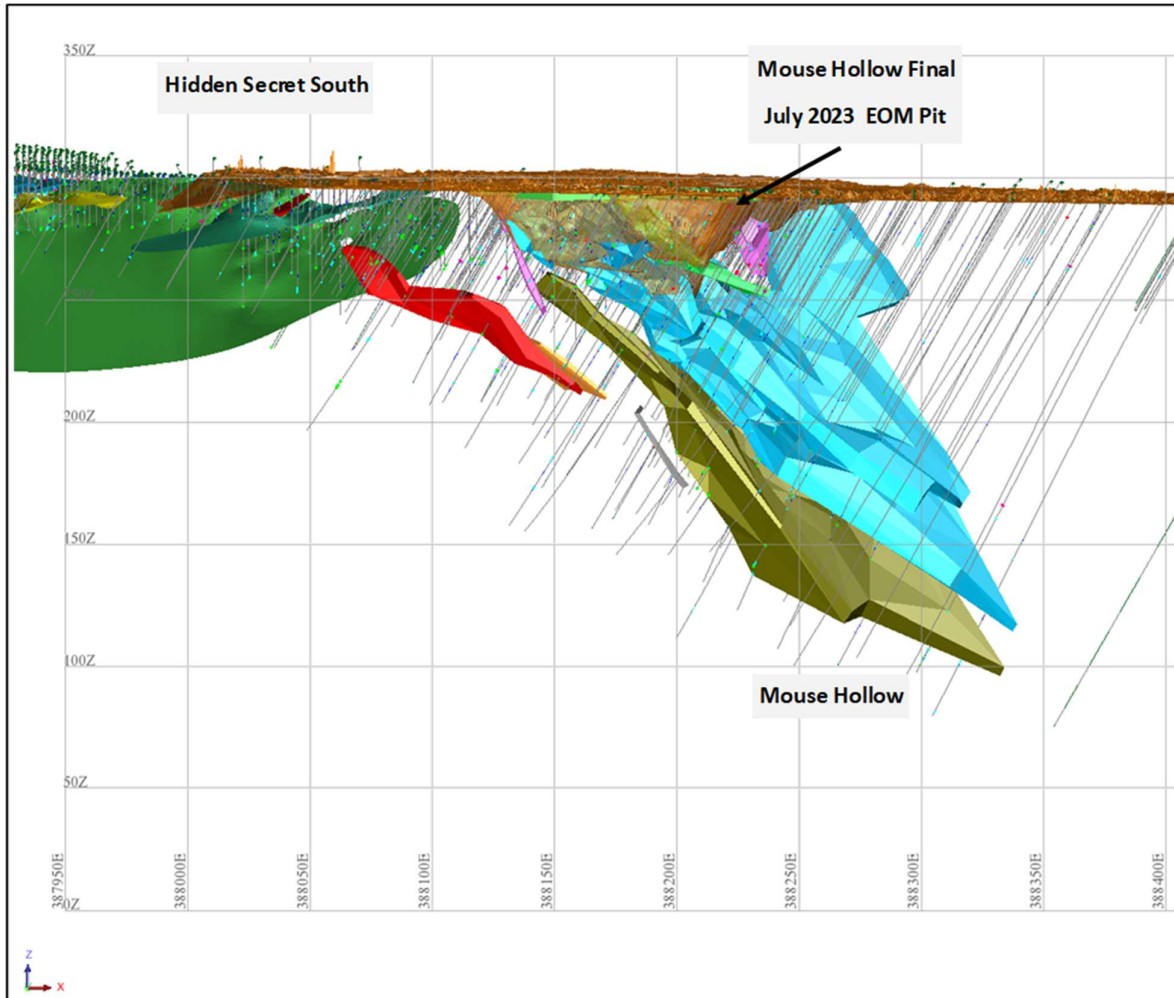 350Z
Hidden Secret South
Mouse Hollow Final
July 2023 EOM Pit
200Z
150Z
100Z
Mouse Hollow
50Z
0Z
387950E
388000E
388050E
388100E
388150E
388200E
388250E
388300E
388350E
388400E
Z
X